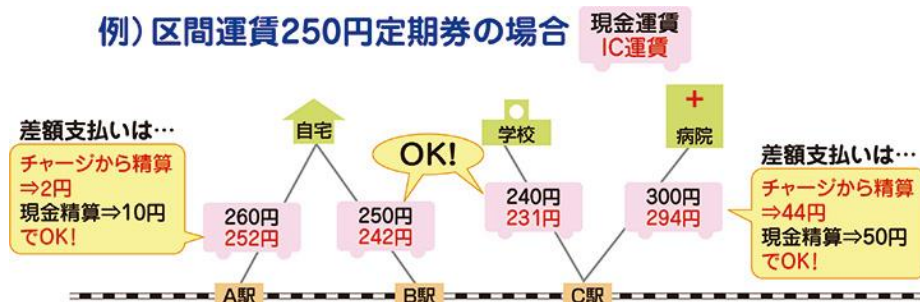 例）区間運賃250円定期券の場合
現金運賃
IC運賃
差額支払いは…
チャージから精算
⇒2円
現金精算⇒10円
でOK!
自宅
260円
252円
250円
242円
OK!
学校
240円
231円
病院
300円
294円
差額支払いは…
チャージから精算
⇒44円
現金精算⇒50円
でOK!
A駅
B駅
C駅